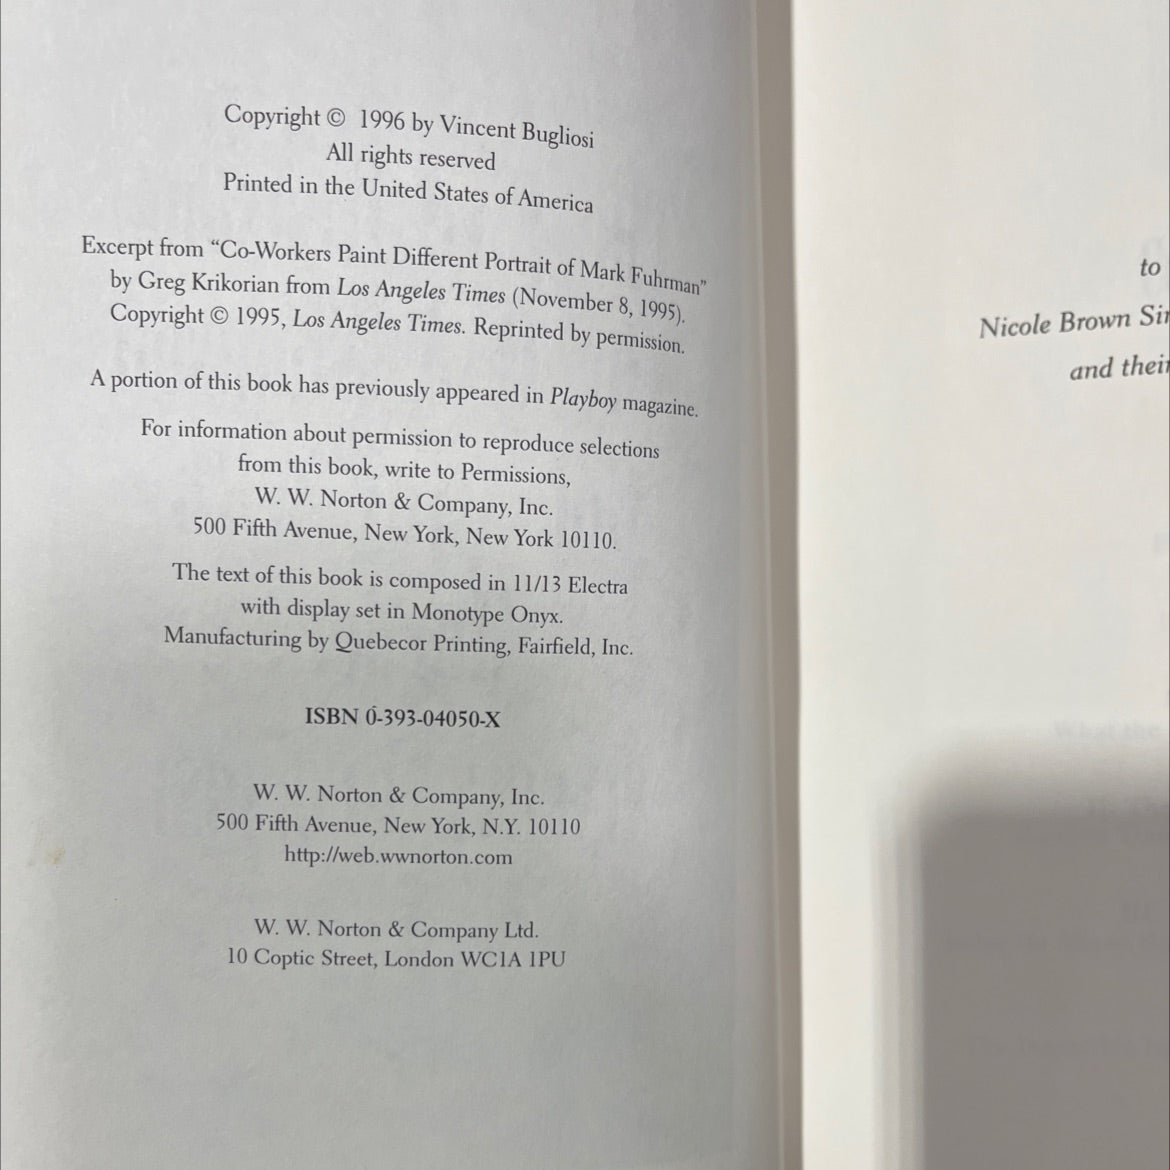 Copyright © 1996 by Vincent Bugliosi
All rights reserved
Printed in the United States of America
Excerpt from “Co-Workers Paint Different Portrait of Mark Fuhrman”
by Greg Krikorian from Los Angeles Times (November 8, 1995).
Copyright © 1995, Los Angeles Times. Reprinted by permission.
A portion of this book has previously appeared in Playboy magazine.
For information about permission to reproduce selections
from this book, write to Permissions,
W. W. Norton & Company, Inc.
500 Fifth Avenue, New York, New York 10110.
The text of this book is composed in 11/13 Electra
with display set in Monotype Onyx.
Manufacturing by Quebecor Printing, Fairfield, Inc.
ISBN 0-393-04050-X
W. W. Norton & Company, Inc.
500 Fifth Avenue, New York, N.Y. 10110
http://web.wwnorton.com
W. W. Norton & Company Ltd.
10 Coptic Street, London WC1A 1PU
to
Nicole Brown
and their